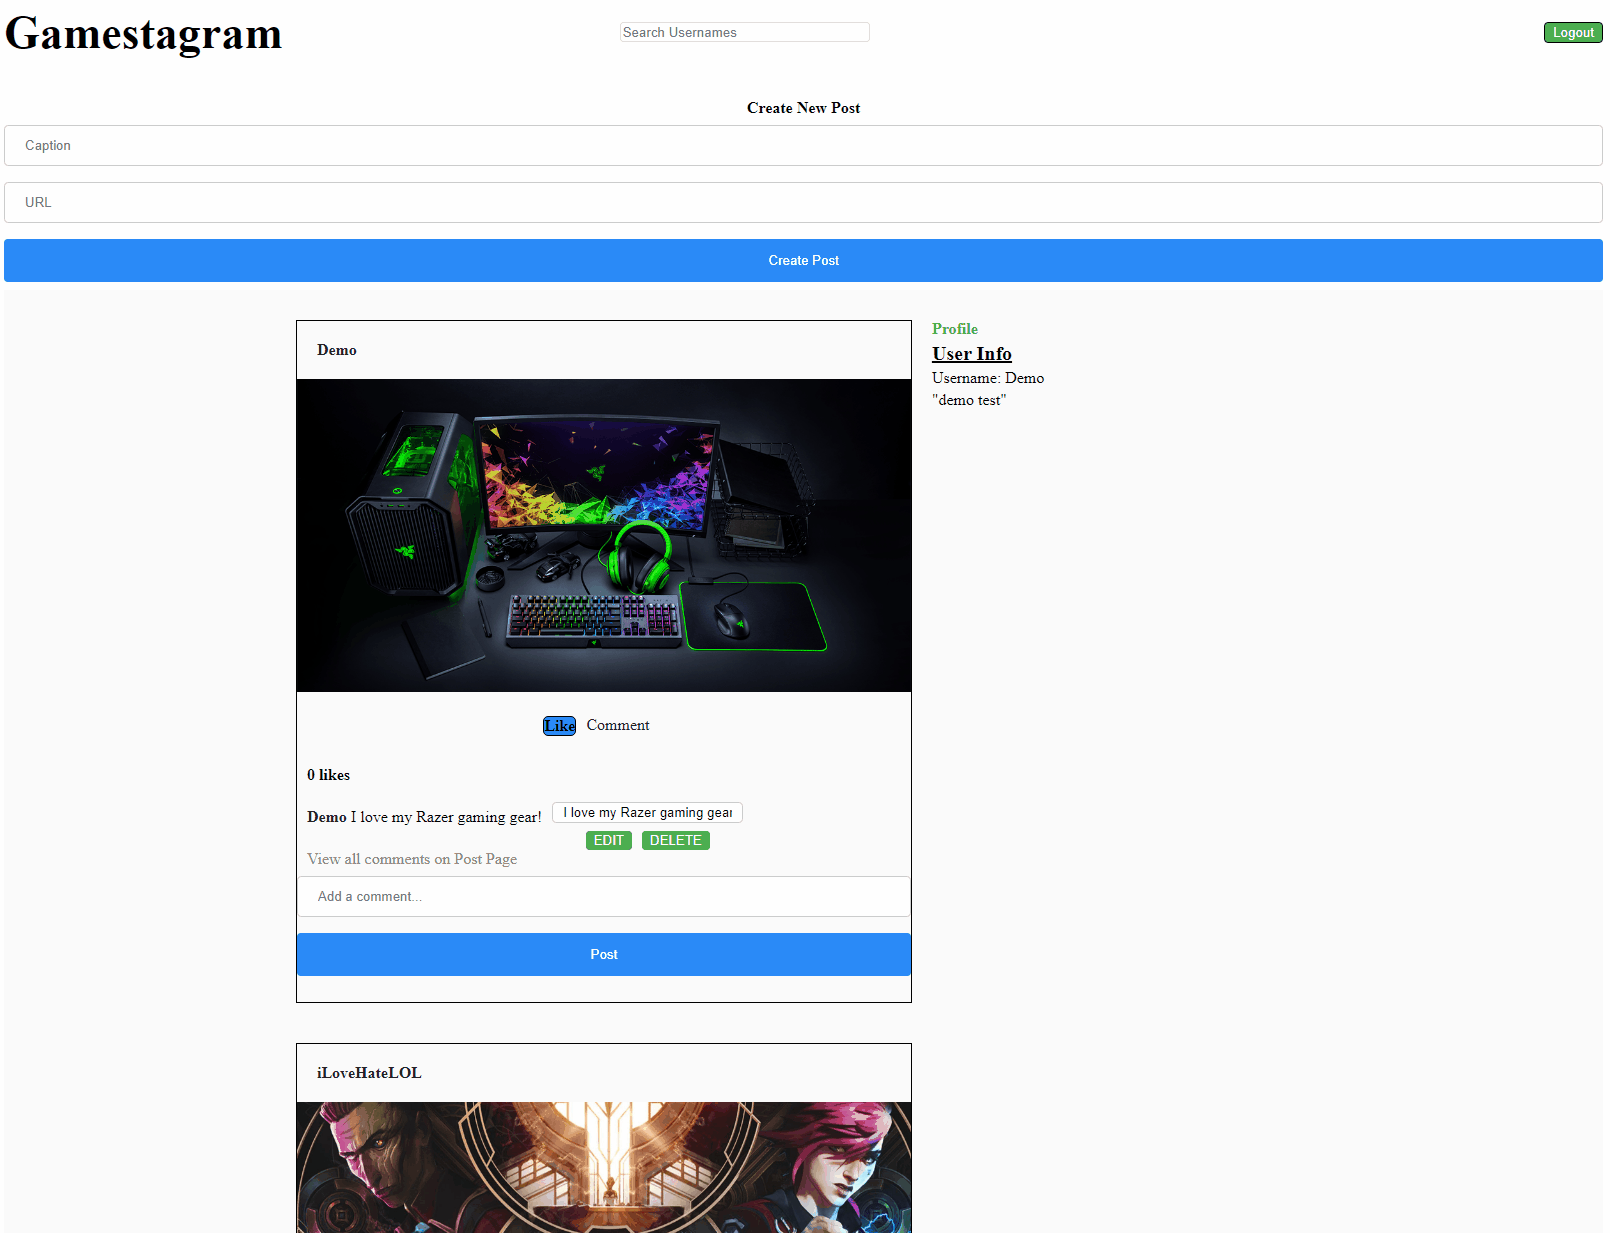 Gamestagram
Search Usernames
Logout
Create New Post
Caption
URL
Create Post
Demo
Profile
User Info
Username: Demo
"demo test"
Like Comment
0 likes
Demo I love my Razer gaming gear! I love my Razer gaming gear
EDIT DELETE
View all comments on Post Page
Add a comment...
Post
iLoveHateLOL